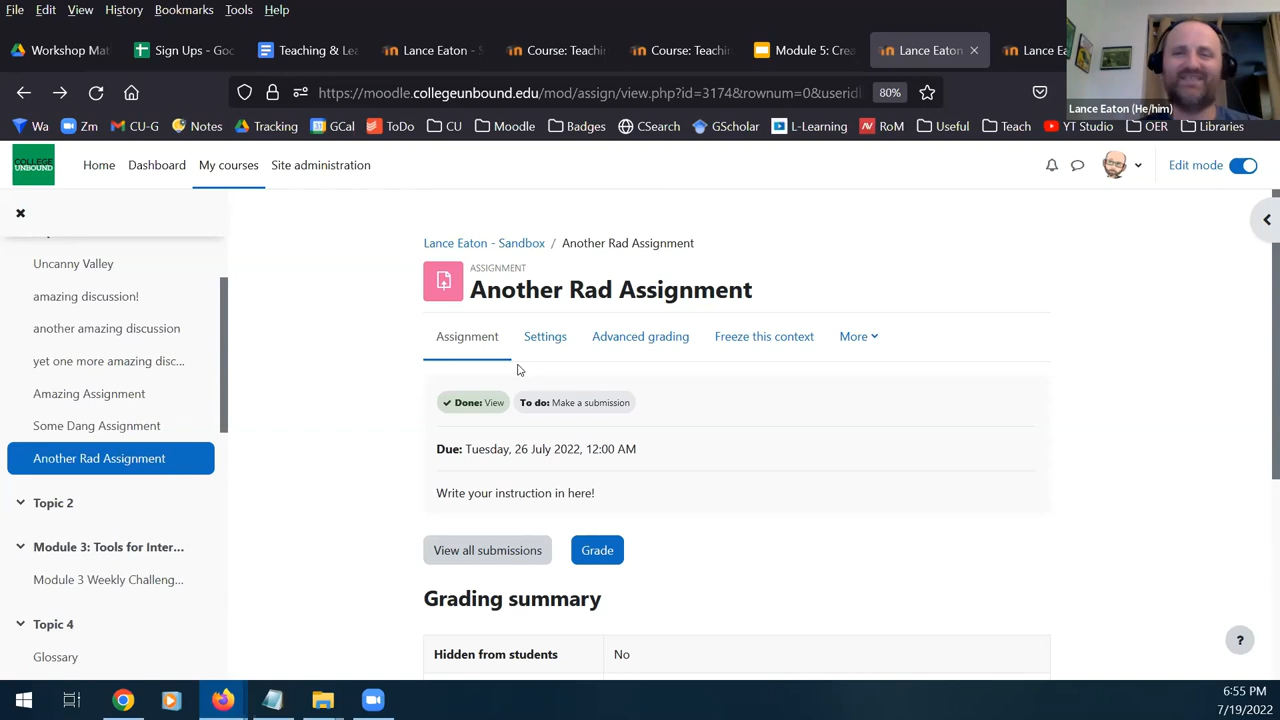 File Edit View History Bookmarks Tools Help
Workshop Mat Sign Ups - Goo Teaching & Lea Lance Eaton - S Course: Teachin Course: Teachin Module 5: Crea Lance Eaton Lance Ea
https://moodle.collegeunbound.edu/mod/assign/view.php?id=3174&rownum=0&userid 80%
Lance Eaton (He/him)
Wa Zm CU-G Notes Tracking GCal ToDo CU Moodle Badges CSearch GScholar L-Learning RoM Useful Teach YT Studio OER Libraries
COLLEGE UNBOUND
Home Dashboard My courses Site administration Edit mode
Lance Eaton - Sandbox / Another Rad Assignment
Uncanny Valley
ASSIGNMENT
Another Rad Assignment
amazing discussion!
another amazing discussion
Assignment Settings Advanced grading Freeze this context More
yet one more amazing disc...
Amazing Assignment
Done: View To do: Make a submission
Some Dang Assignment
Due: Tuesday, 26 July 2022, 12:00 AM
Another Rad Assignment
Write your instruction in here!
Topic 2
Module 3: Tools for Inter...
View all submissions Grade
Module 3 Weekly Challeng...
Grading summary
Topic 4
Glossary
Hidden from students No
?
6:55 PM
7/19/2022